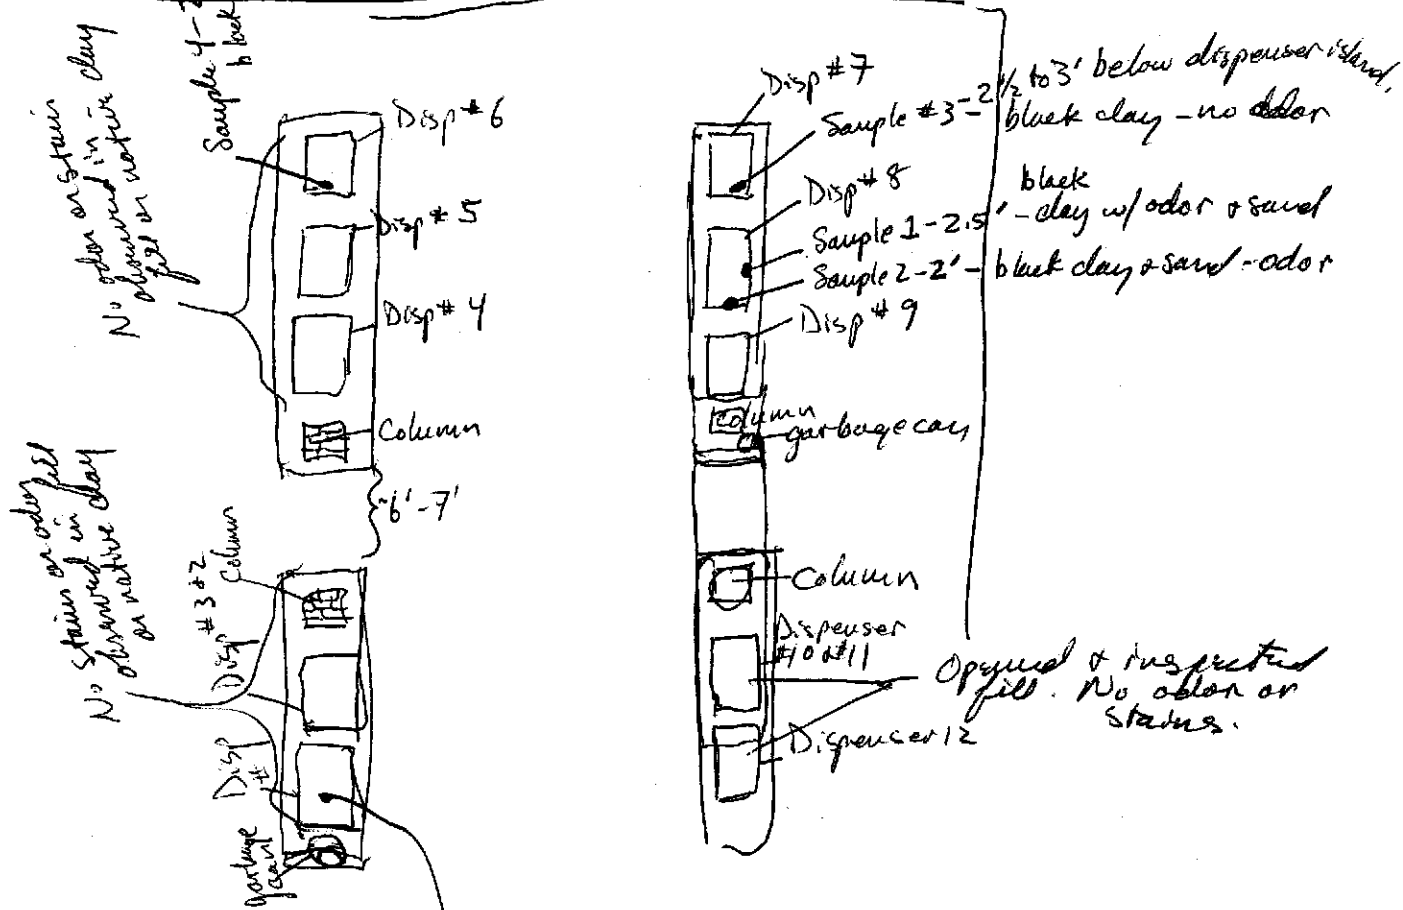 Sample 4-2
black
No odor or stain
observed in clay
fill or native clay
Disp #6
Disp #5
Disp #4
Column
~6'-7'
No stains or odor
observed in clay fill
or native clay
Column
Disp #3 & 2
Disp #
garbage
can
Disp #7
Sample #3 - 2½ to 3' below dispenser island,
black clay - no odor
Disp #8
black
Sample 1 - 2.5' - clay w/ odor & sand
Sample 2 - 2' - black clay & sand - odor
Disp #9
Column
garbage can
Column
Dispenser
#10 & #11
Opened & inspected
fill. No odor or
stains.
Dispenser 12